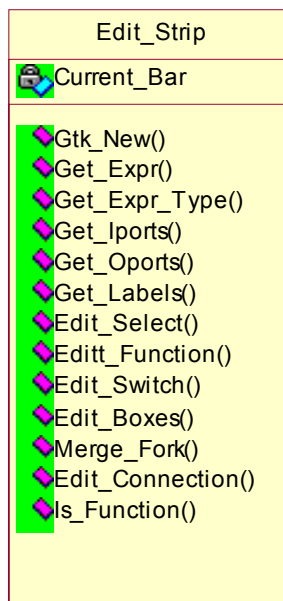 Edit_Strip
Current_Bar
Gtk_New()
Get_Expr()
Get_Expr_Type()
Get_Iports()
Get_Oports()
Get_Labels()
Edit_Select()
Editt_Function()
Edit_Switch()
Edit_Boxes()
Merge_Fork()
Edit_Connection()
Is_Function()